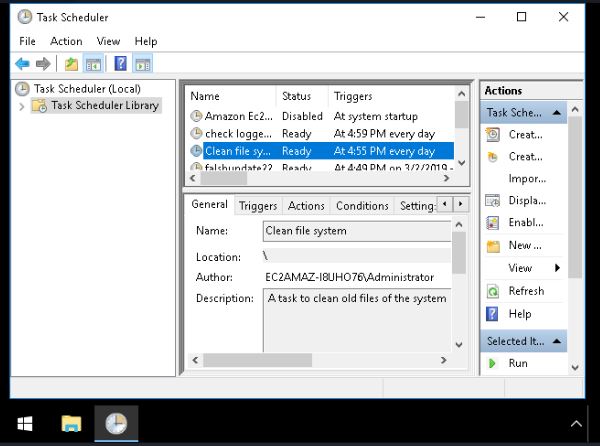 Task Scheduler
File Action View Help
Task Scheduler (Local)
Task Scheduler Library
Name Status Triggers
Amazon Ec2... Disabled At system startup
check logge... Ready At 4:59 PM every day
Clean file sy... Ready At 4:55 PM every day
falshupdate22 Ready At 4:49 PM on 3/2/2019 -
General Triggers Actions Conditions Setting:
Name: Clean file system
Location: \
Author: EC2AMAZ-I8UHO76\Administrator
Description: A task to clean old files of the system
Actions
Task Sche...
Creat...
Creat...
Impor...
Displa...
Enabl...
New ...
View
Refresh
Help
Selected It...
Run